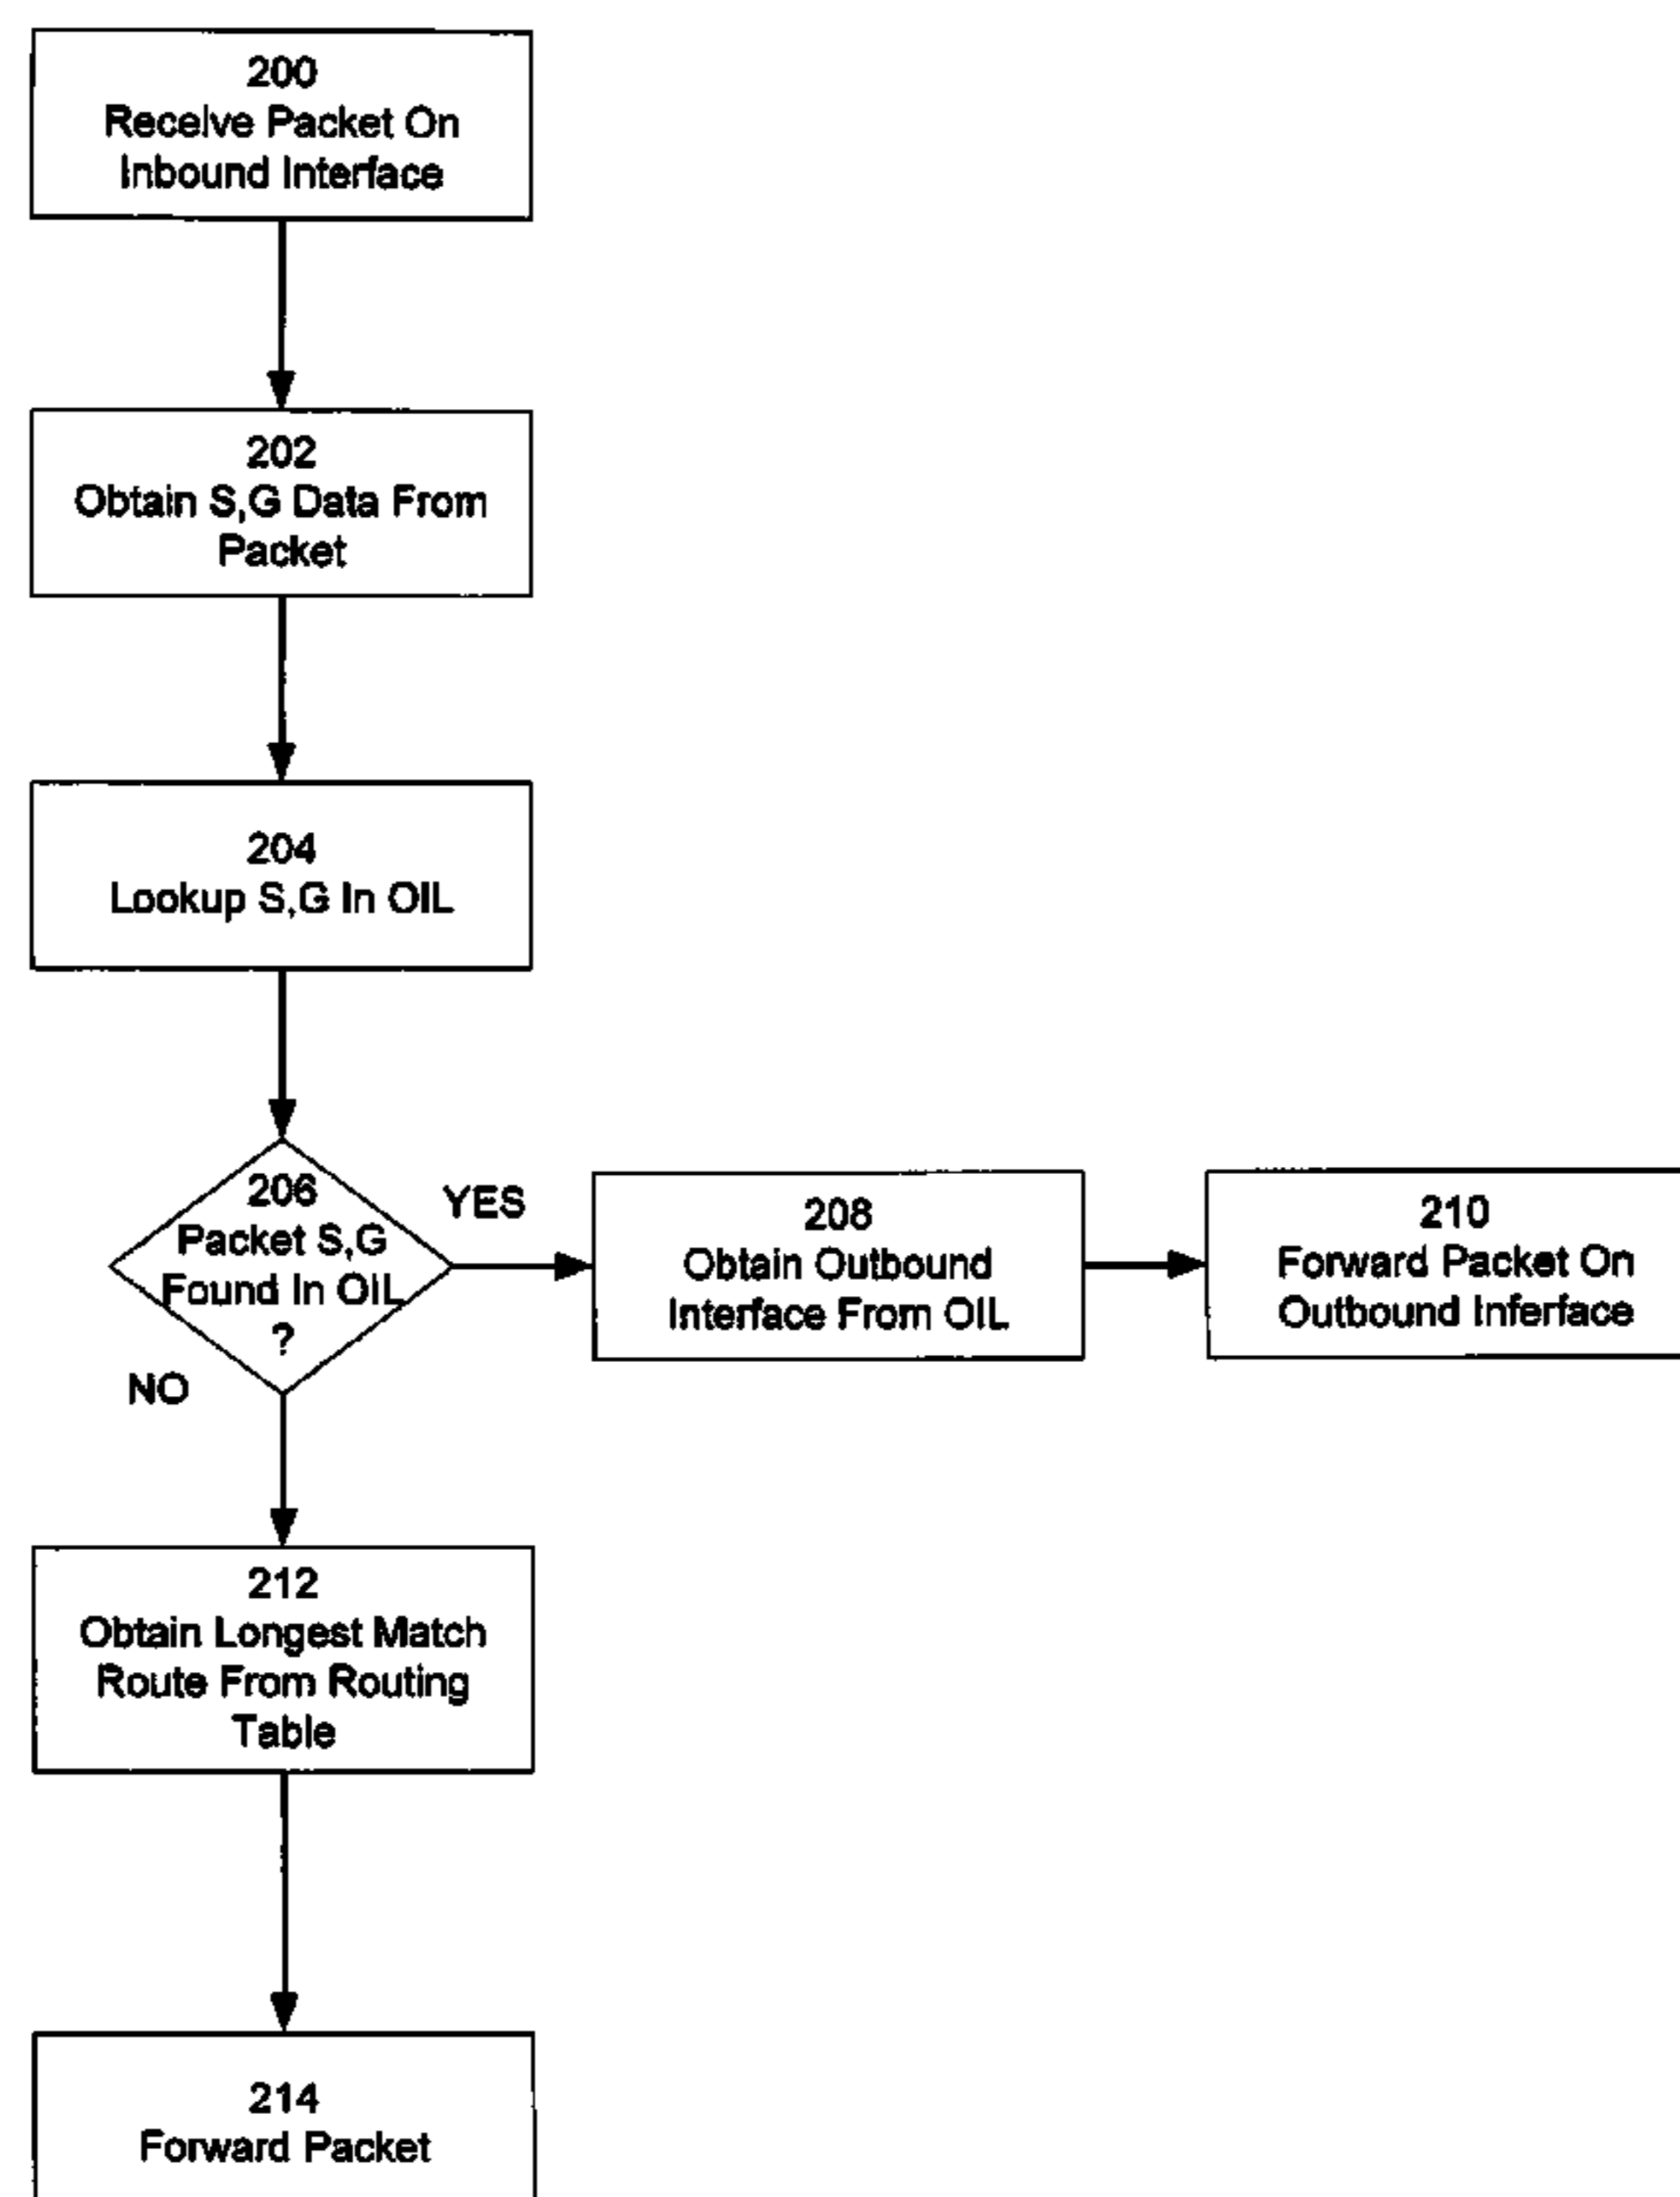 200
Receive Packet On
Inbound Interface
202
Obtain S,G Data From
Packet
204
Lookup S,G In OIL
206
Packet S,G
Found In OIL
?
YES
208
Obtain Outbound
Interface From OIL
210
Forward Packet On
Outbound Inferface
NO
212
Obtain Longest Match
Route From Routing
Table
214
Forward Packet